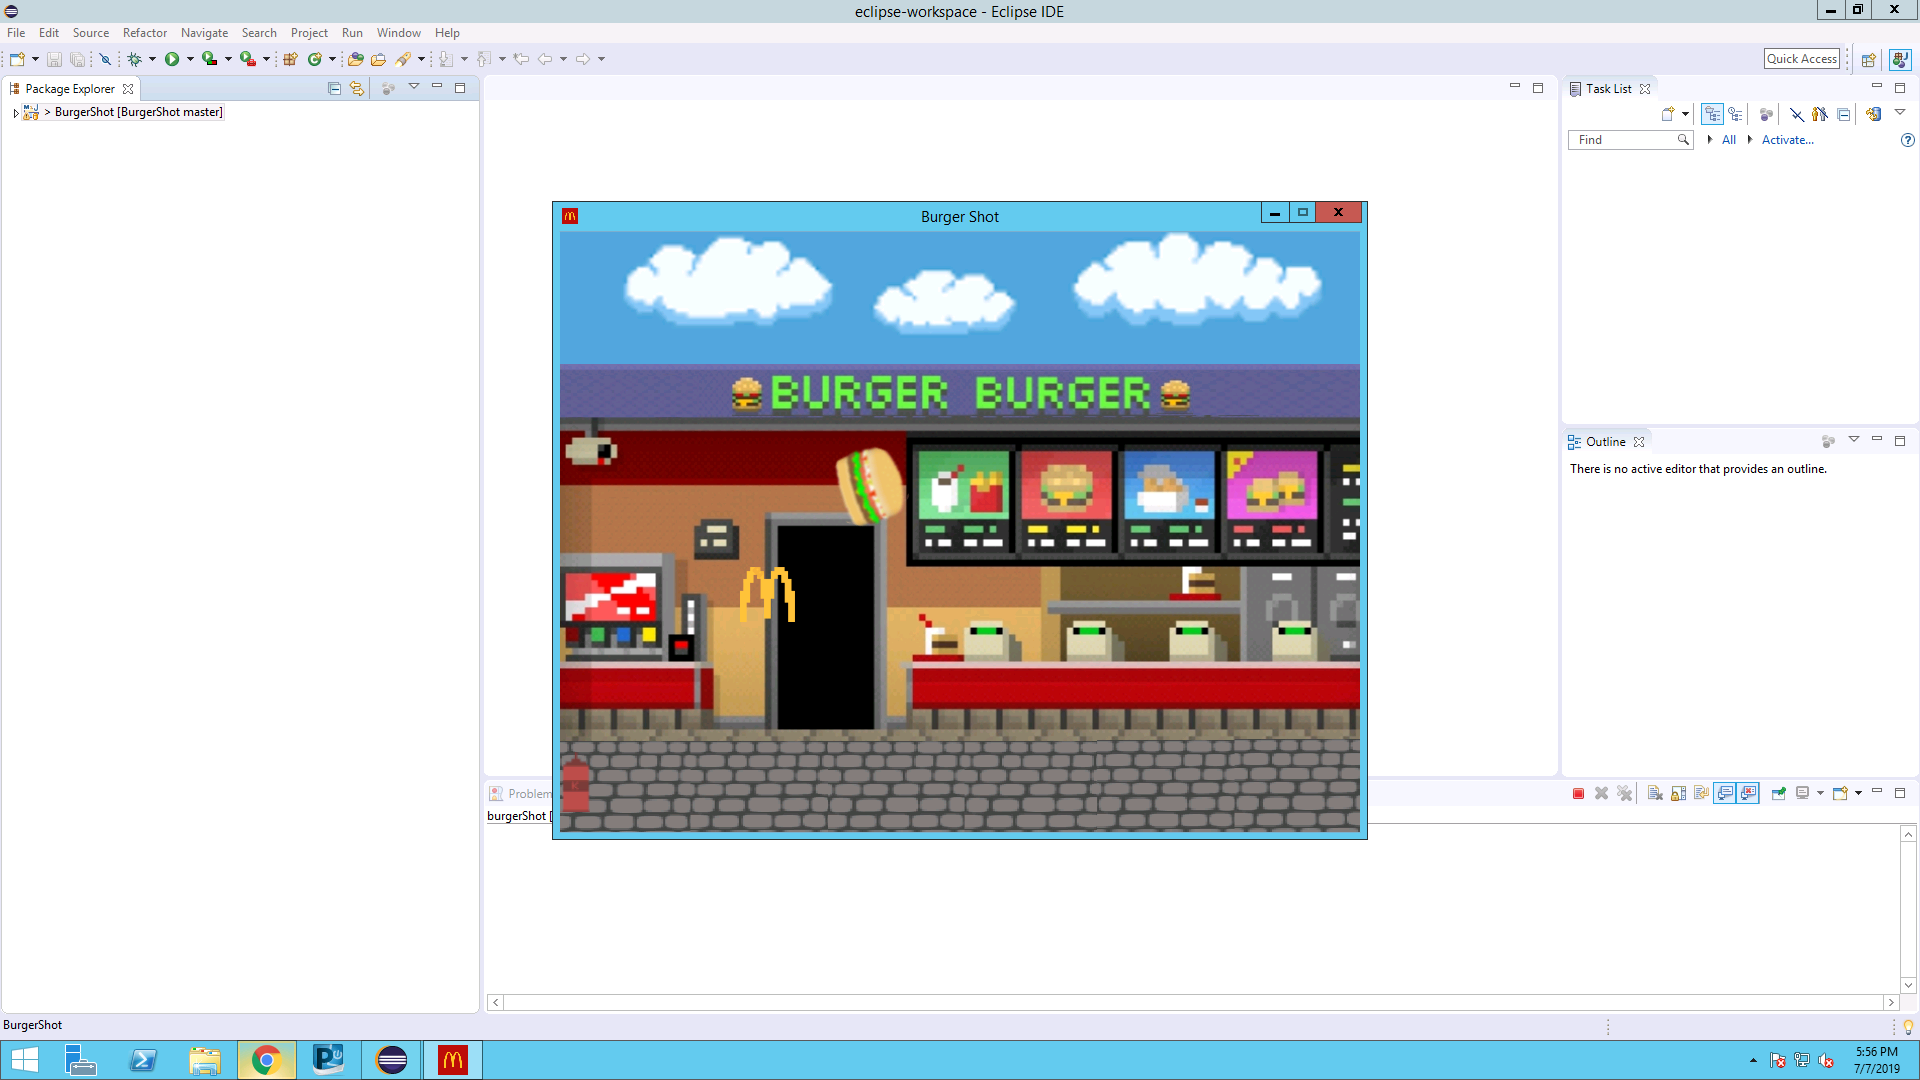 eclipse-workspace - Eclipse IDE
File Edit Source Refactor Navigate Search Project Run Window Help
Quick Access
Package Explorer
> BurgerShot [BurgerShot master]
Task List
Find
All
Activate...
Burger Shot
BURGER BURGER
Outline
There is no active editor that provides an outline.
Problem
burgerShot [
BurgerShot
5:56 PM
7/7/2019